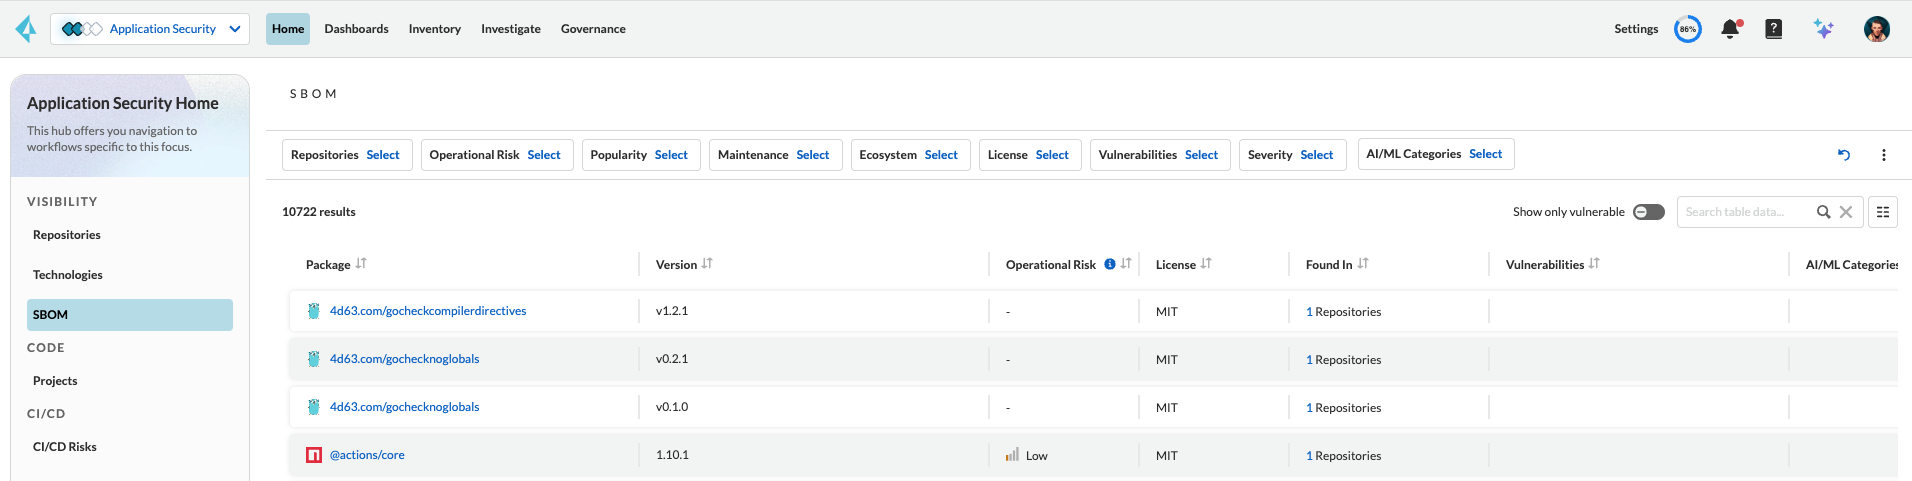 Application Security
Home
Dashboards
Inventory
Investigate
Governance
Settings
86%
Application Security Home
This hub offers you navigation to
workflows specific to this focus.
VISIBILITY
Repositories
Technologies
SBOM
CODE
Projects
CI/CD
CI/CD Risks
SBOM
Repositories Select
Operational Risk Select
Popularity Select
Maintenance Select
Ecosystem Select
License Select
Vulnerabilities Select
Severity Select
AI/ML Categories Select
10722 results
Show only vulnerable
Search table data...
Package Version Operational Risk License Found In Vulnerabilities AI/ML Categories
4d63.com/gocheckcompilerdirectives v1.2.1 - MIT 1 Repositories
4d63.com/gochecknoglobals v0.2.1 - MIT 1 Repositories
4d63.com/gochecknoglobals v0.1.0 - MIT 1 Repositories
@actions/core 1.10.1 Low MIT 1 Repositories